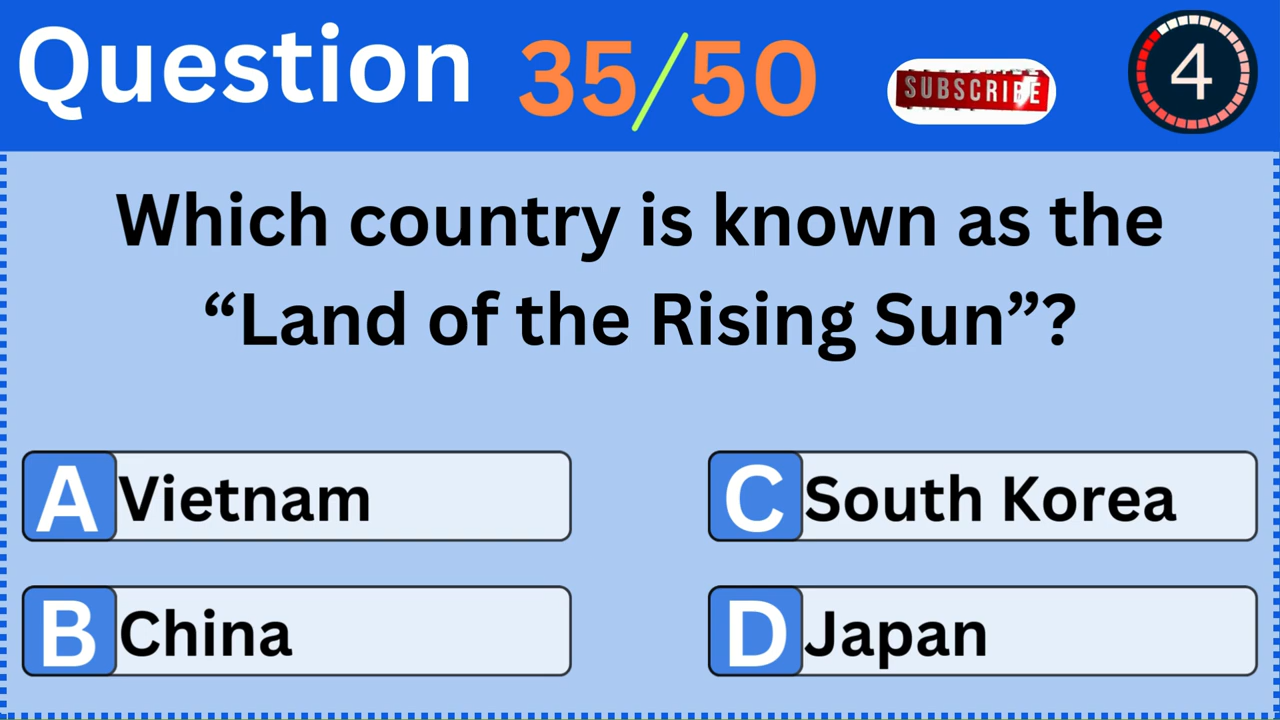 Question 35/50
SUBSCRIBE
4
Which country is known as the
“Land of the Rising Sun”?
A Vietnam
B China
C South Korea
D Japan